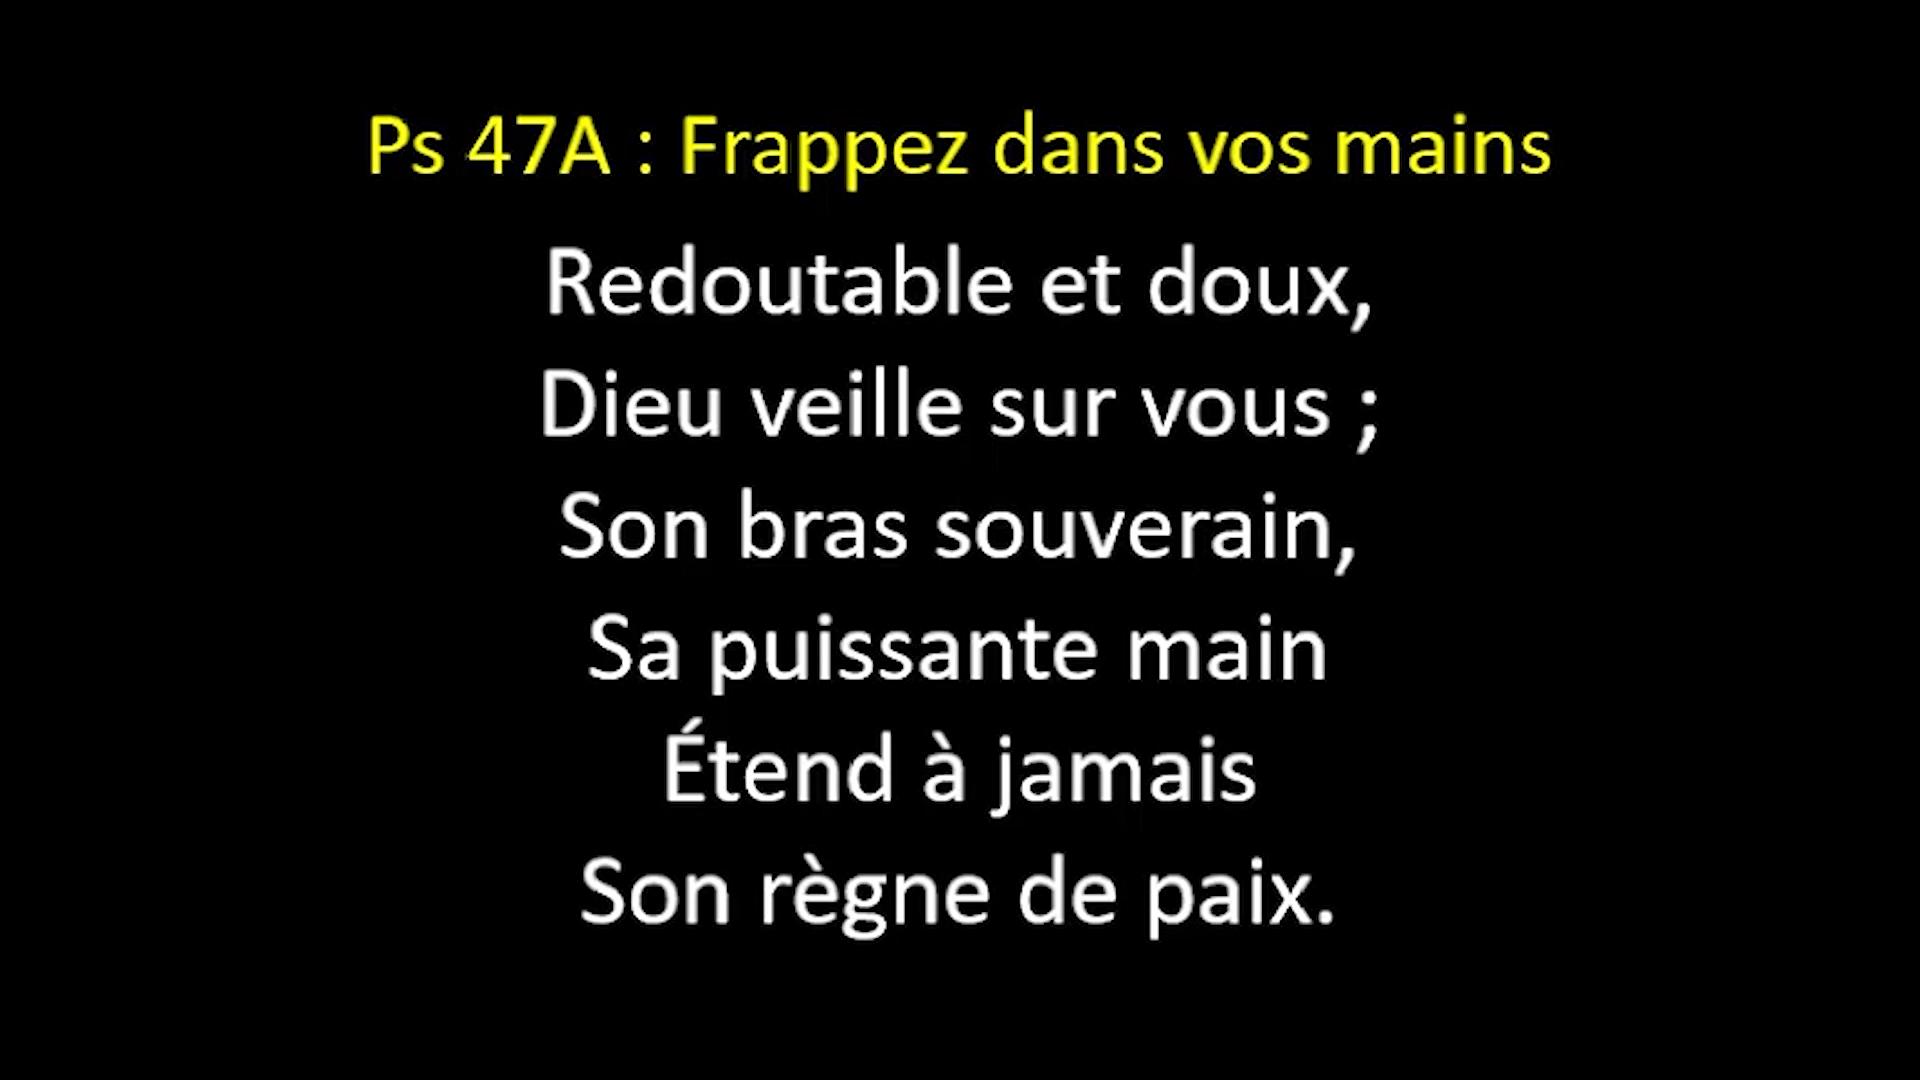 Ps 47A : Frappez dans vos mains
Redoutable et doux,
Dieu veille sur vous ;
Son bras souverain,
Sa puissante main
Étend à jamais
Son règne de paix.